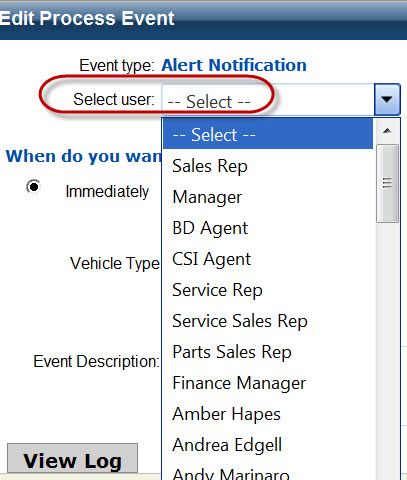 Edit Process Event
Event type: Alert Notification
Select user: -- Select --
-- Select --
Sales Rep
When do you wan
Manager
Immediately
BD Agent
CSI Agent
Vehicle Type
Service Rep
Service Sales Rep
Parts Sales Rep
Event Description:
Finance Manager
Amber Hapes
Andrea Edgell
View Log
Andy Marinaro